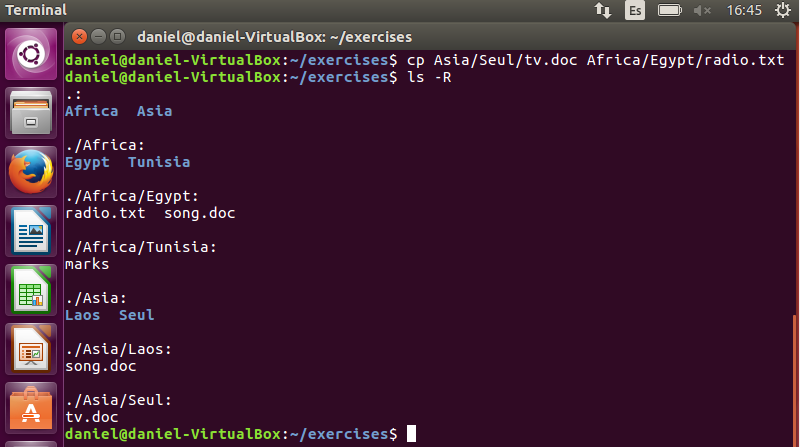 Terminal
Es
16:45
daniel@daniel-VirtualBox: ~/exercises
daniel@daniel-VirtualBox:~/exercises$ cp Asia/Seul/tv.doc Africa/Egypt/radio.txt
daniel@daniel-VirtualBox:~/exercises$ ls -R
.:
Africa  Asia
./Africa:
Egypt  Tunisia
./Africa/Egypt:
radio.txt  song.doc
./Africa/Tunisia:
marks
./Asia:
Laos  Seul
./Asia/Laos:
song.doc
./Asia/Seul:
tv.doc
daniel@daniel-VirtualBox:~/exercises$